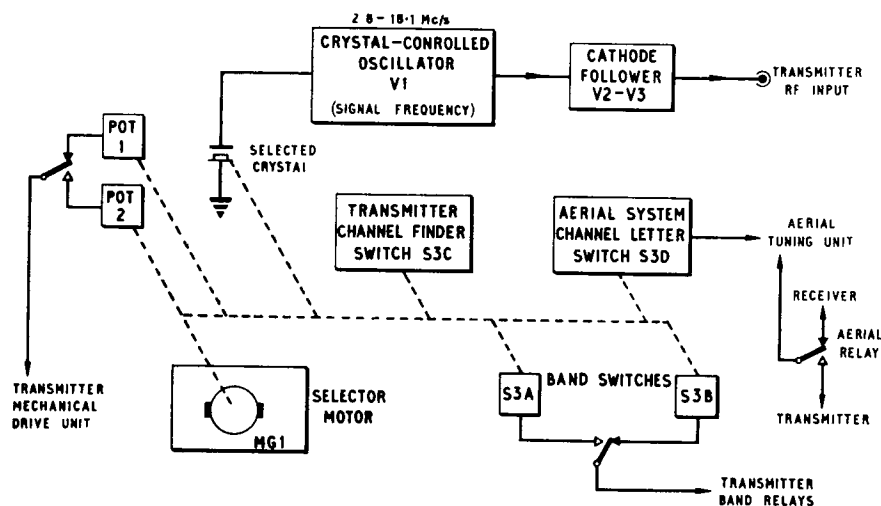 2 8-18·1 Mc/s
CRYSTAL-CONROLLED
OSCILLATOR
V1
(SIGNAL FREQUENCY)
CATHODE
FOLLOWER
V2-V3
TRANSMITTER
RF INPUT
POT
1
POT
2
SELECTED
CRYSTAL
TRANSMITTER
CHANNEL FINDER
SWITCH S3C
AERIAL SYSTEM
CHANNEL LETTER
SWITCH S3D
AERIAL
TUNING UNIT
RECEIVER
AERIAL
RELAY
TRANSMITTER
TRANSMITTER
MECHANICAL
DRIVE UNIT
MG1
SELECTOR
MOTOR
S3A
BAND SWITCHES
S3B
TRANSMITTER
BAND RELAYS